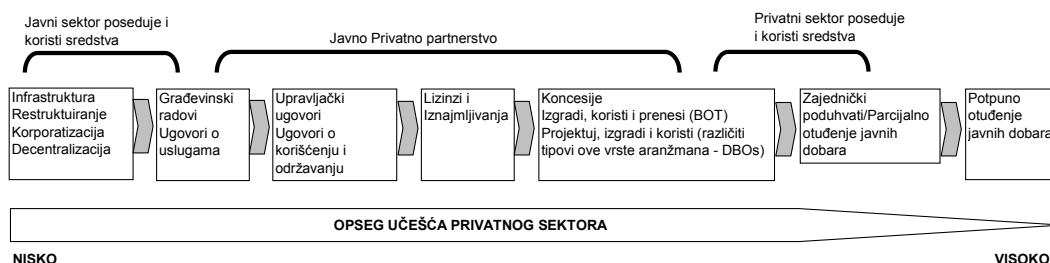 Javni sektor poseduje i
koristi sredstva
Javno Privatno partnerstvo
Privatni sektor poseduje
i koristi sredstva
Infrastruktura
Restruktuiranje
Korporatizacija
Decentralizacija
Građevinski
radovi
Ugovori o
uslugama
Upravljački
ugovori
Ugovori o
korišćenju i
održavanju
Lizinzi i
Iznajmljivanja
Koncesije
Izgradi, koristi i prenesi (BOT)
Projektuj, izgradi i koristi (različiti
tipovi ove vrste aranžmana - DBOs)
Zajednički
poduhvati/Parcijalno
otuđenje javnih
dobara
Potpuno
otuđenje
javnih dobara
OPSEG UČEŠĆA PRIVATNOG SEKTORA
NISKO
VISOKO